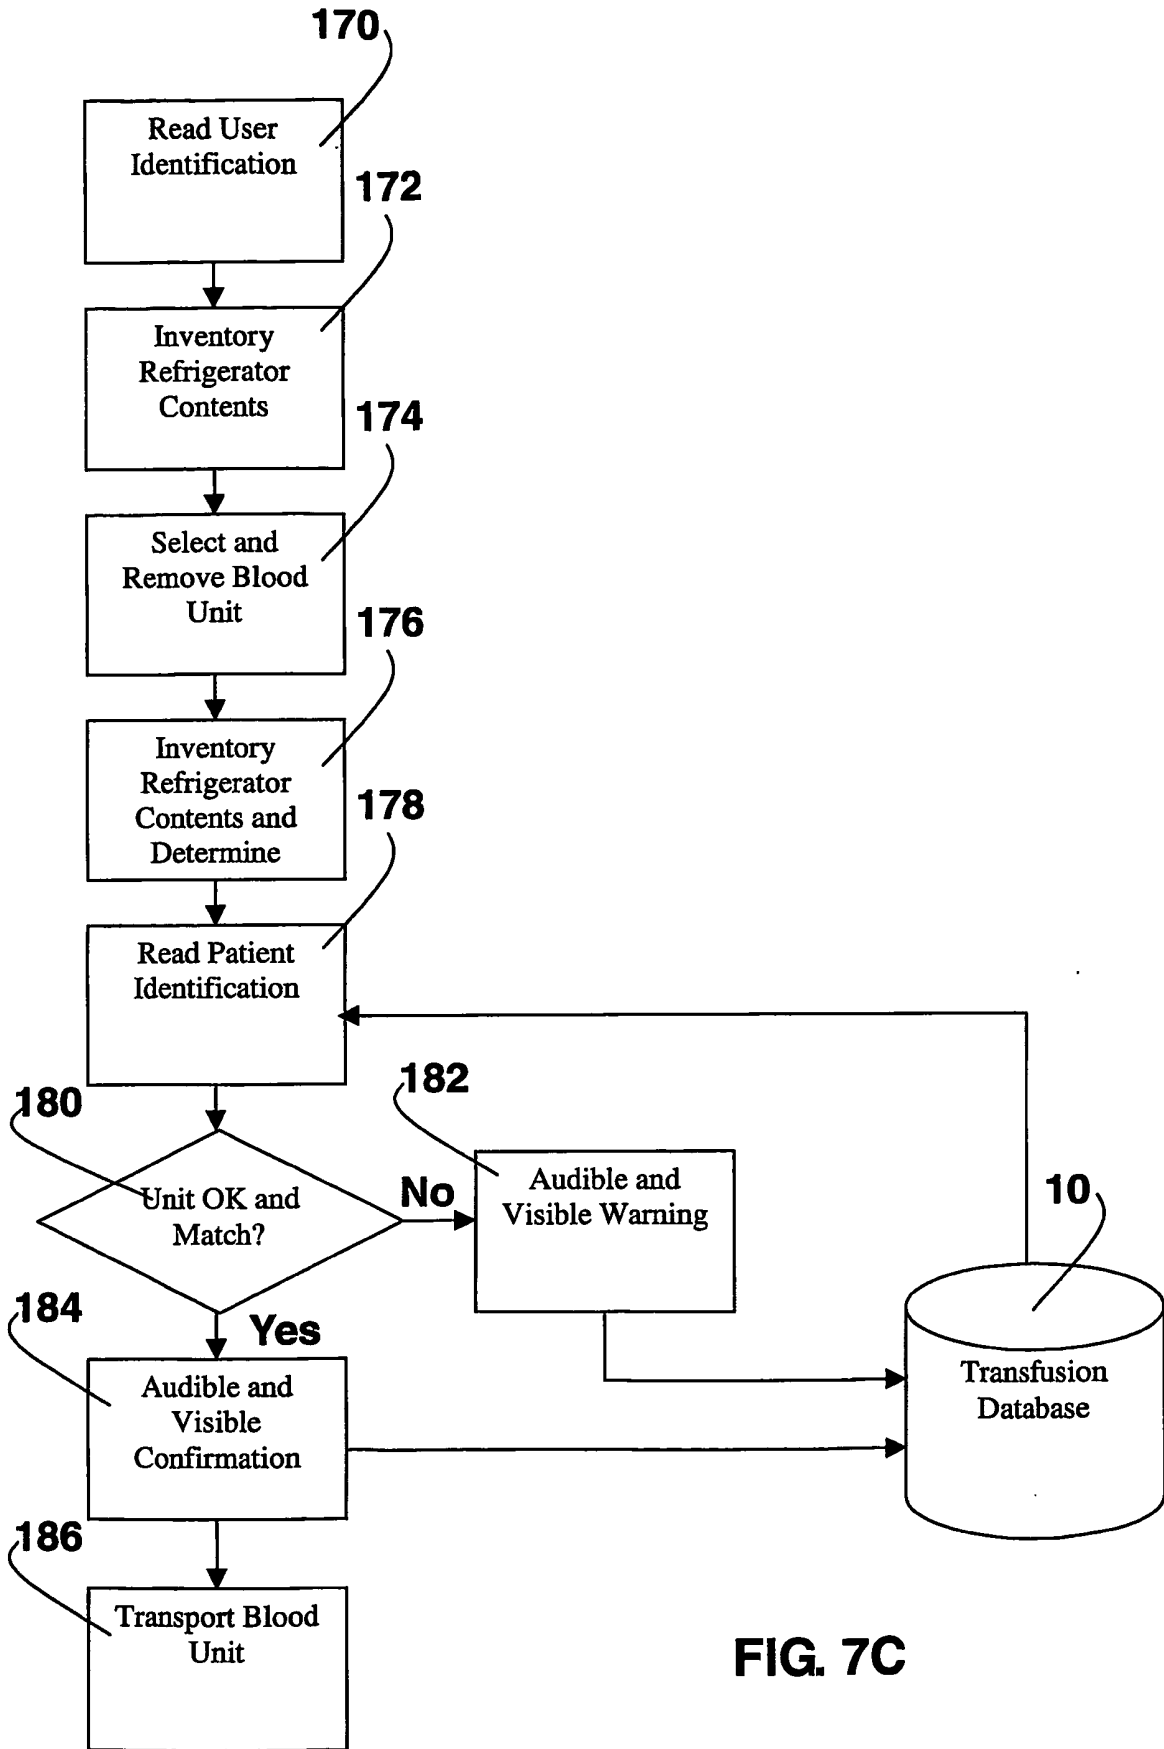 170
Read User
Identification
172
Inventory
Refrigerator
Contents
174
Select and
Remove Blood
Unit
176
Inventory
Refrigerator
Contents and
Determine
178
Read Patient
Identification
180
Unit OK and
Match?
No
182
Audible and
Visible Warning
10
Transfusion
Database
Yes
184
Audible and
Visible
Confirmation
186
Transport Blood
Unit
FIG. 7C